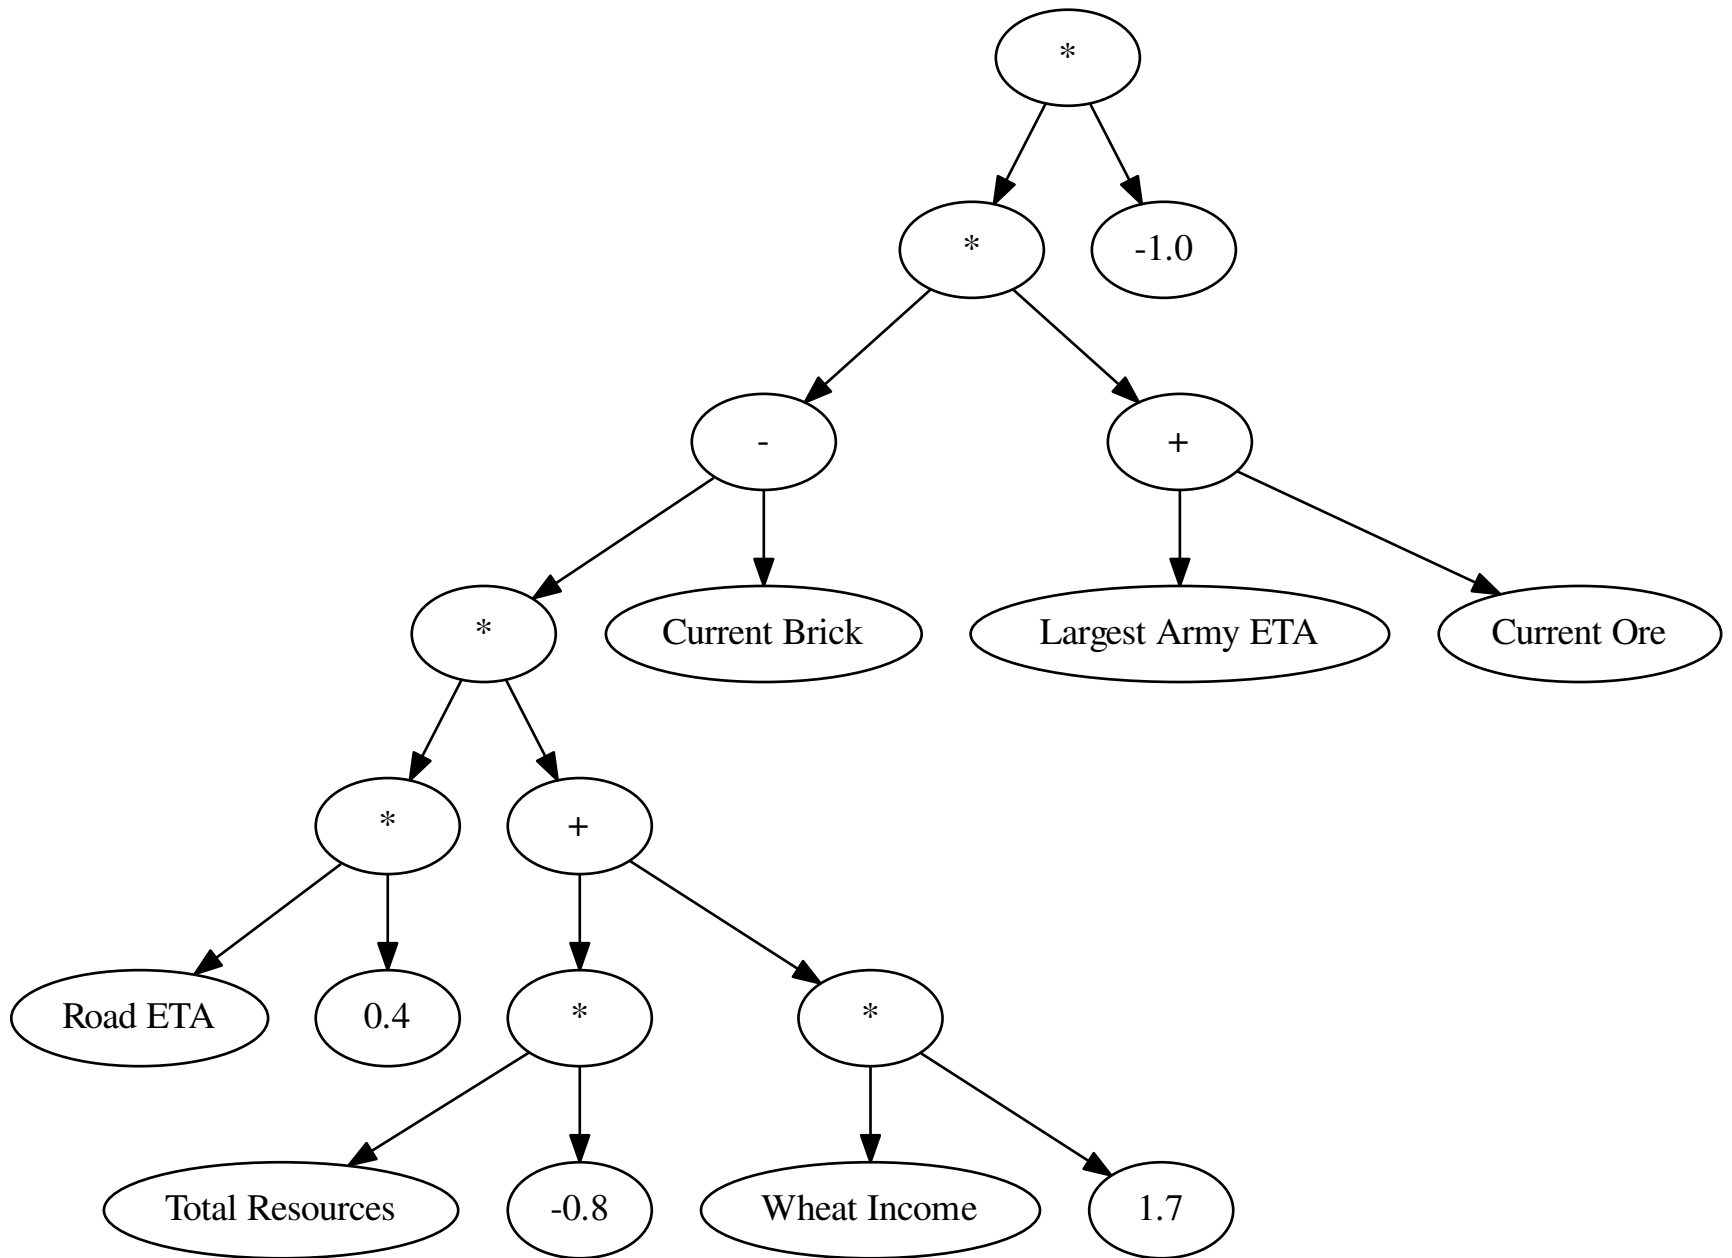 *
*
-1.0
-
+
*
Current Brick
Largest Army ETA
Current Ore
*
+
Road ETA
0.4
*
*
Total Resources
-0.8
Wheat Income
1.7